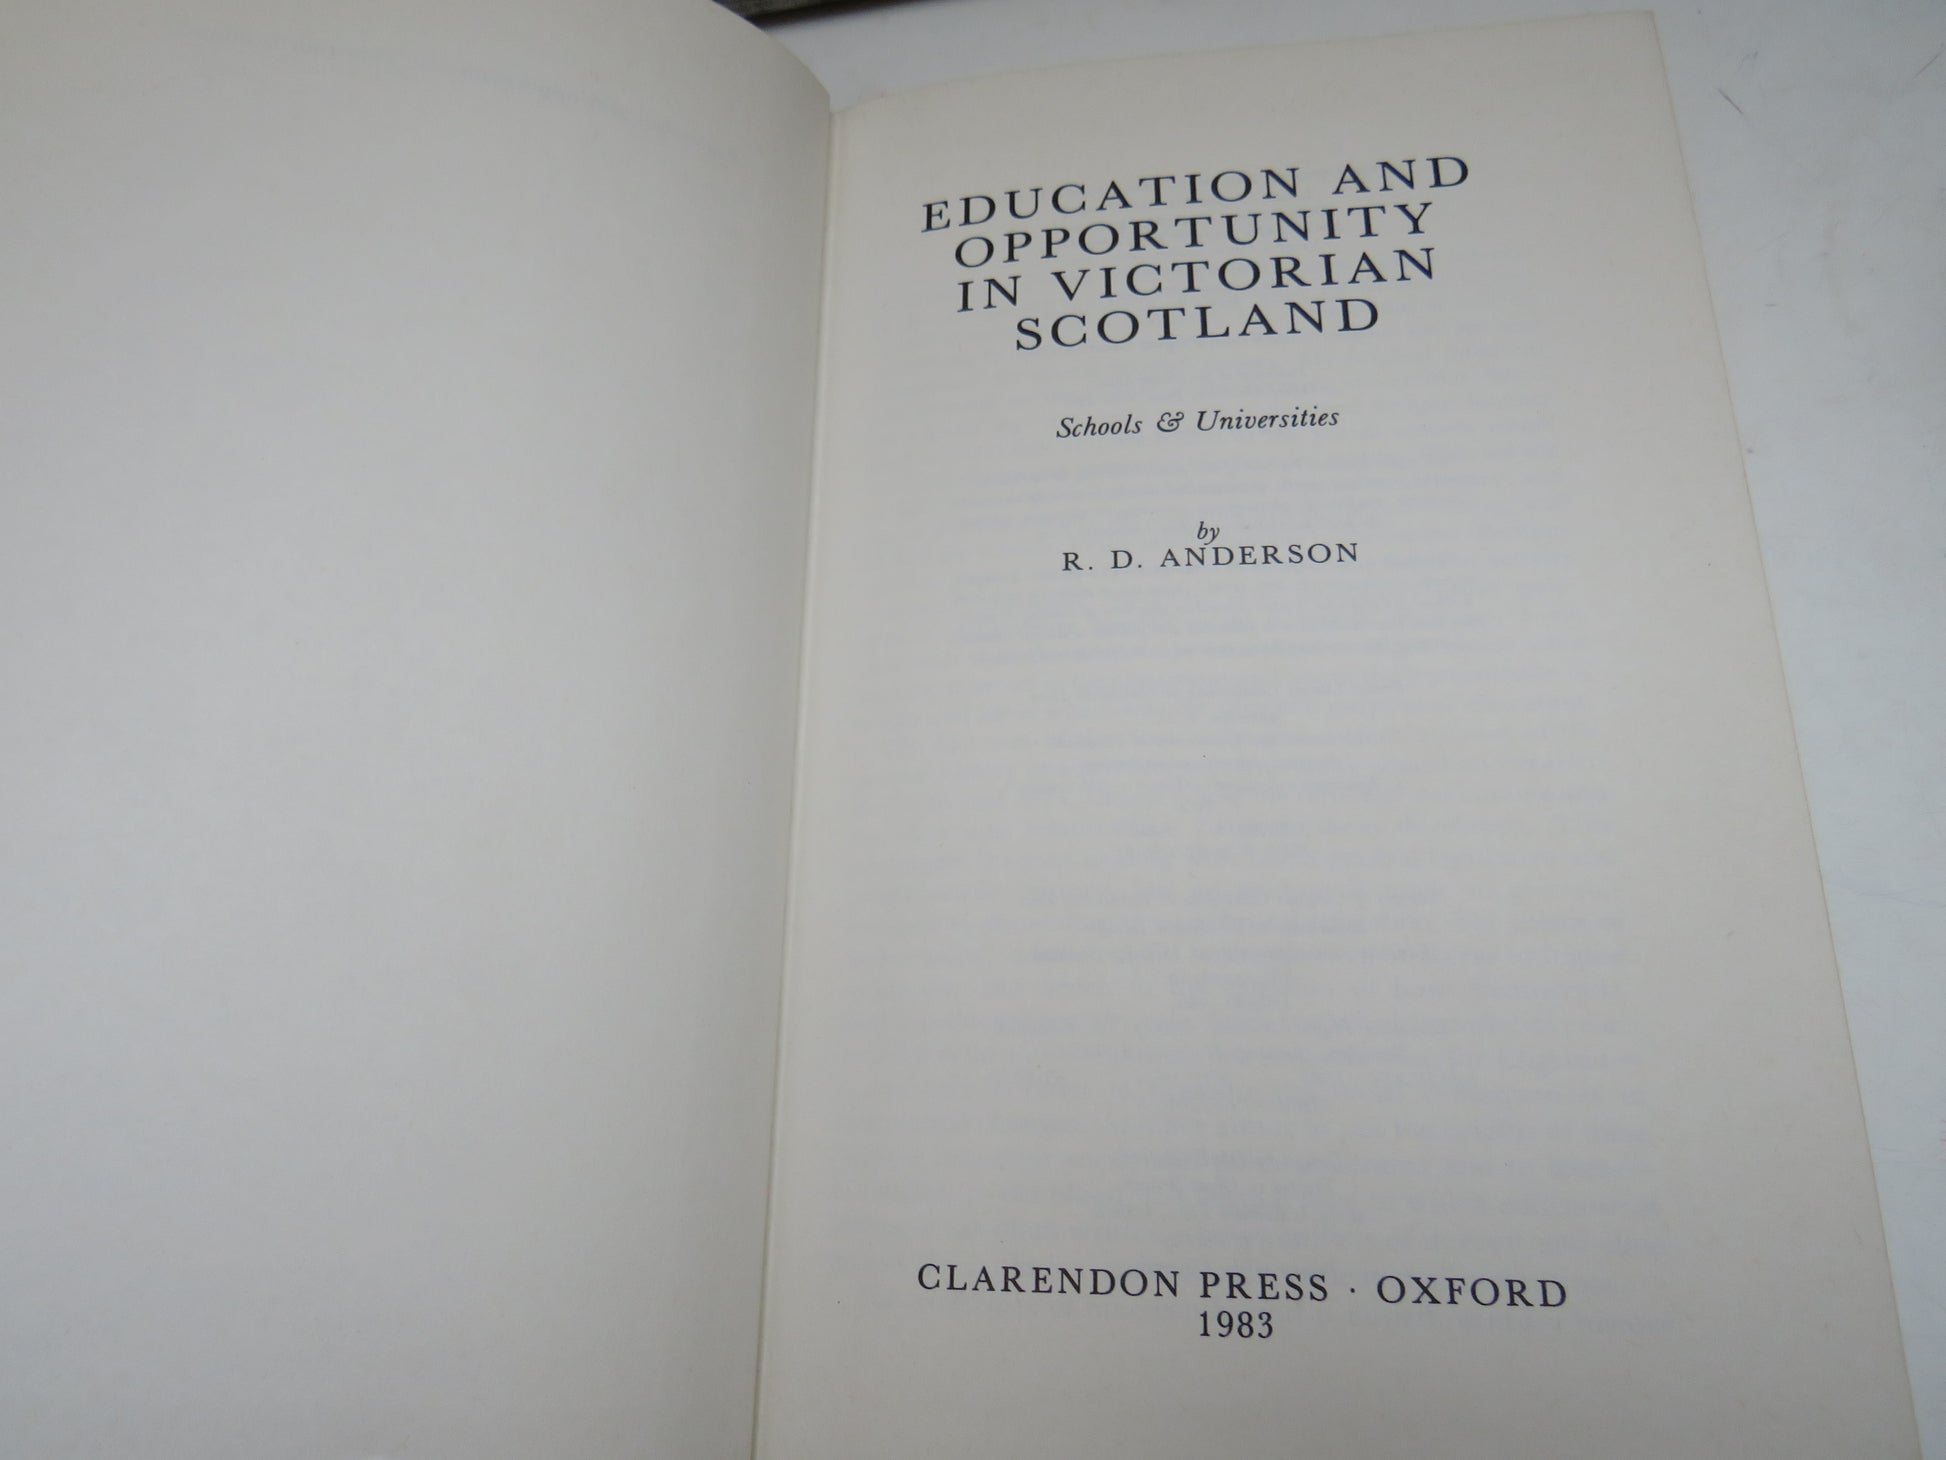 EDUCATION AND
OPPORTUNITY
IN VICTORIAN
SCOTLAND
Schools & Universities
by
R. D. ANDERSON
CLARENDON PRESS · OXFORD
1983